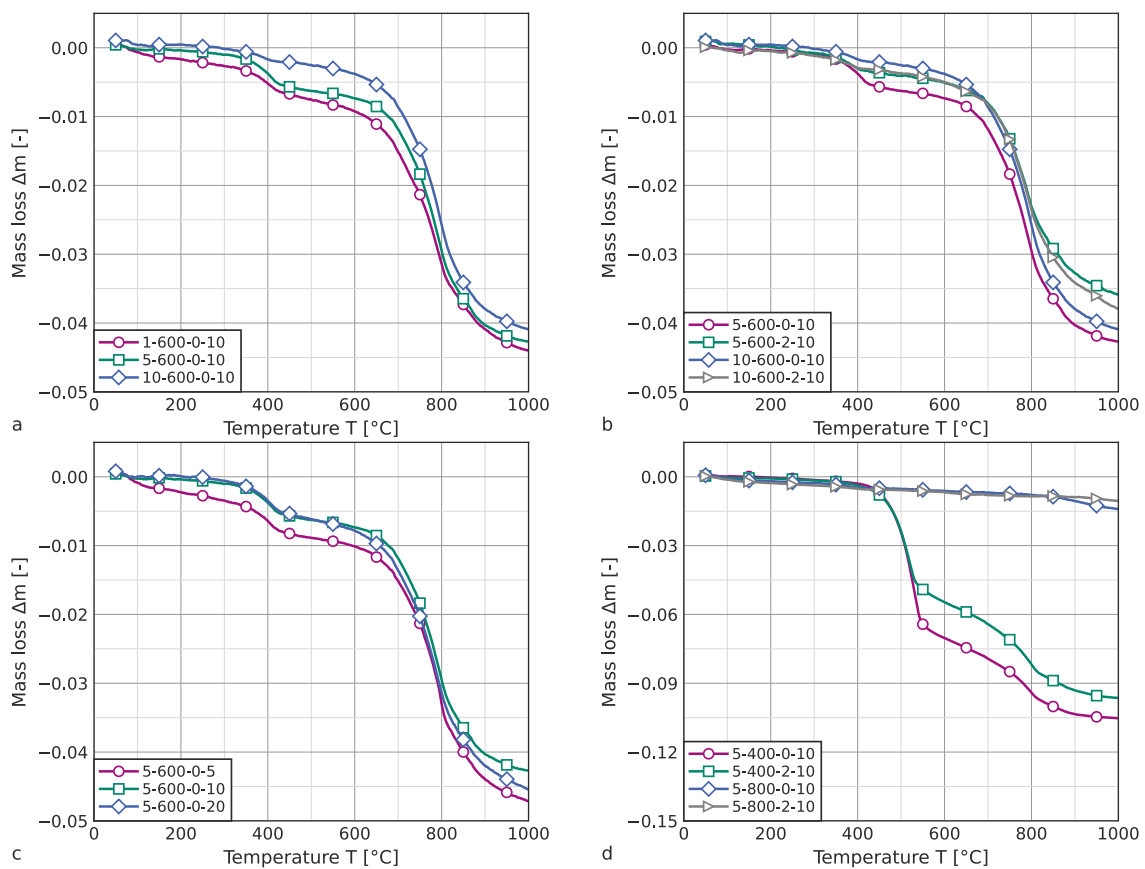 0.00
−0.01
−0.02
−0.03
−0.04
−0.05
Mass loss Δm [-]
1-600-0-10
5-600-0-10
10-600-0-10
0 200 400 600 800 1000
a
Temperature T [°C]
0.00
−0.01
−0.02
−0.03
−0.04
−0.05
Mass loss Δm [-]
5-600-0-10
5-600-2-10
10-600-0-10
10-600-2-10
0 200 400 600 800 1000
b
Temperature T [°C]
0.00
−0.01
−0.02
−0.03
−0.04
−0.05
Mass loss Δm [-]
5-600-0-5
5-600-0-10
5-600-0-20
0 200 400 600 800 1000
c
Temperature T [°C]
0.00
−0.03
−0.06
−0.09
−0.12
−0.15
Mass loss Δm [-]
5-400-0-10
5-400-2-10
5-800-0-10
5-800-2-10
0 200 400 600 800 1000
d
Temperature T [°C]